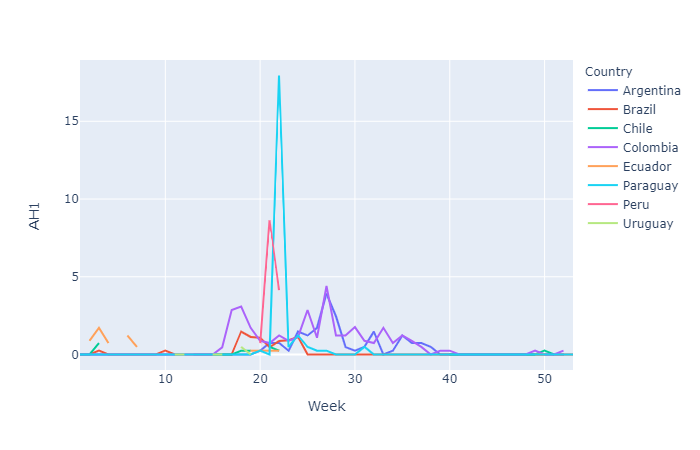 Country
Argentina
Brazil
Chile
Colombia
Ecuador
Paraguay
Peru
Uruguay
15
10
5
0
AH1
10
20
30
40
50
Week